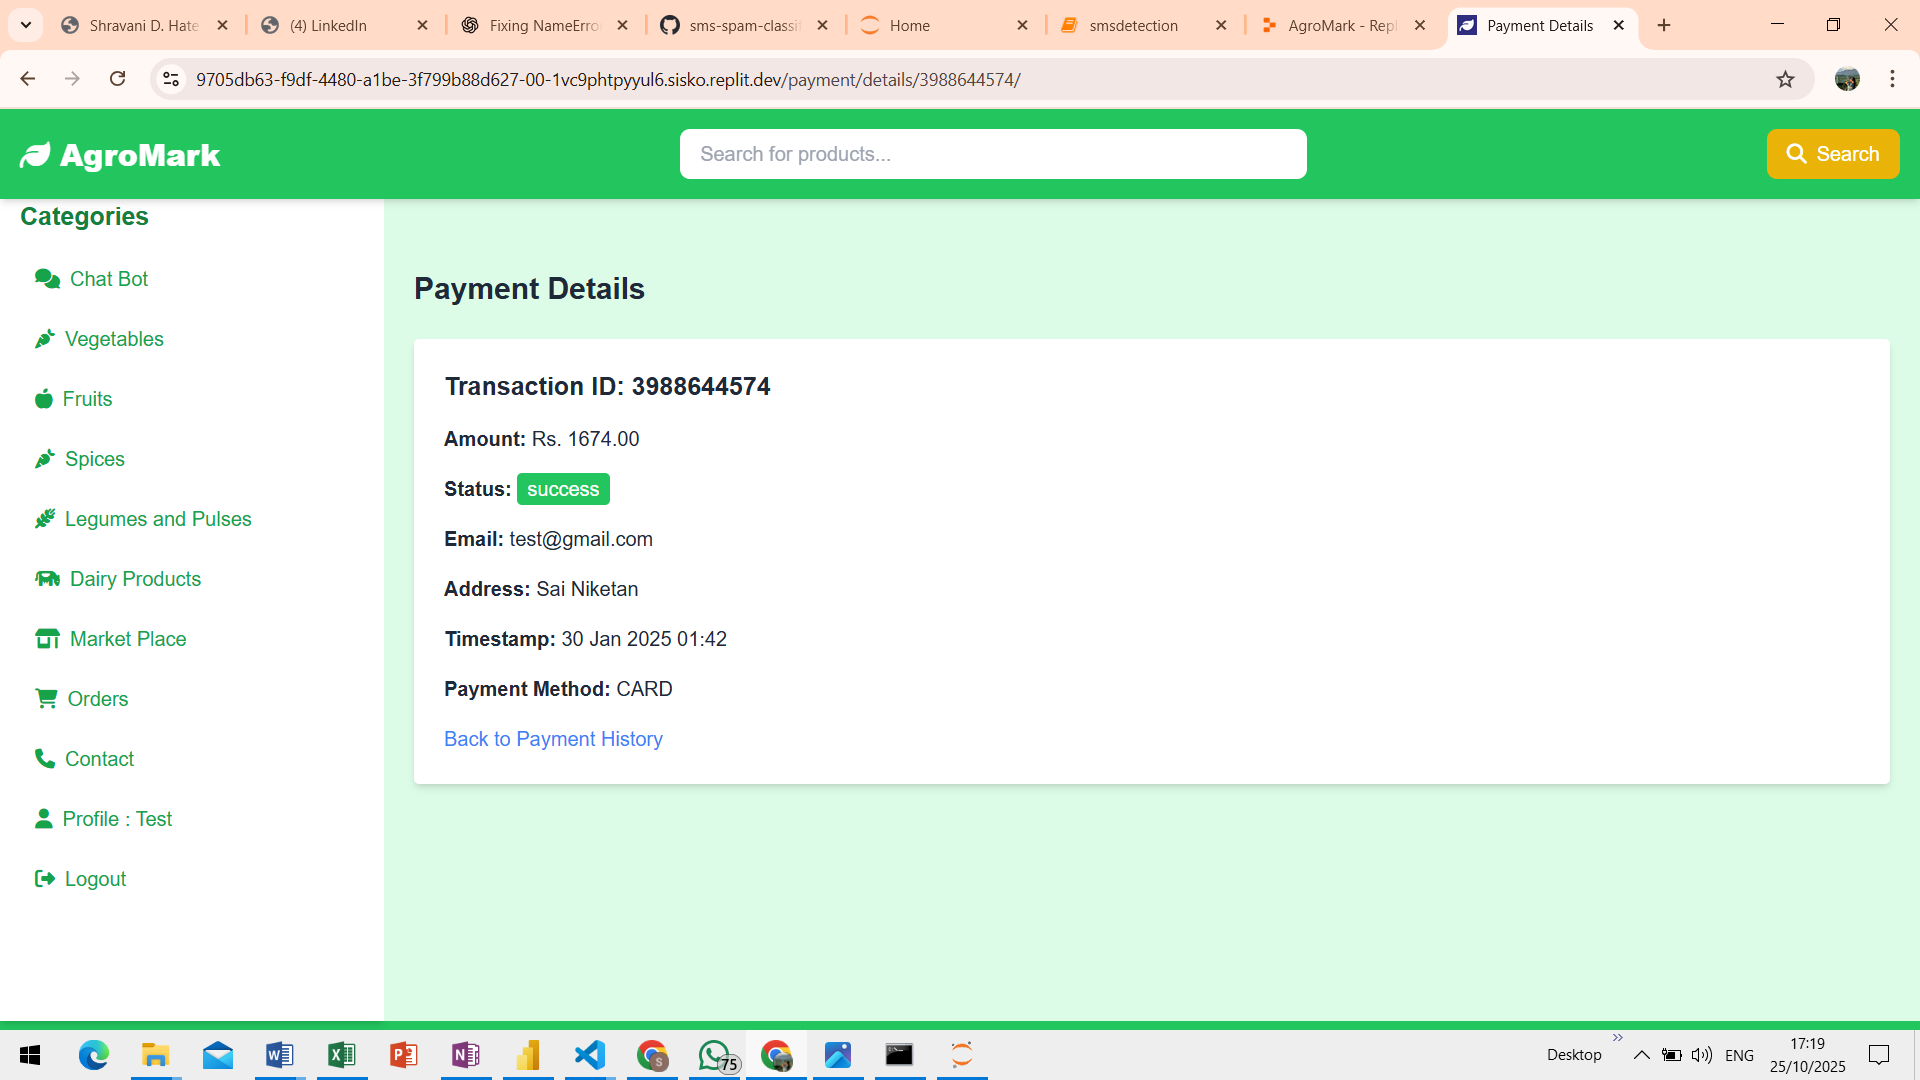 Shravani D. Hate
(4) LinkedIn
Fixing NameErro
sms-spam-classif
Home
smsdetection
AgroMark - Repl
Payment Details
9705db63-f9df-4480-a1be-3f799b88d627-00-1vc9phtpyyul6.sisko.replit.dev/payment/details/3988644574/
AgroMark
Search for products...
Search
Categories
Chat Bot
Vegetables
Fruits
Spices
Legumes and Pulses
Dairy Products
Market Place
Orders
Contact
Profile : Test
Logout
Payment Details
Transaction ID: 3988644574
Amount: Rs. 1674.00
Status: success
Email: test@gmail.com
Address: Sai Niketan
Timestamp: 30 Jan 2025 01:42
Payment Method: CARD
Back to Payment History
S
75
Desktop
ENG
17:19
25/10/2025